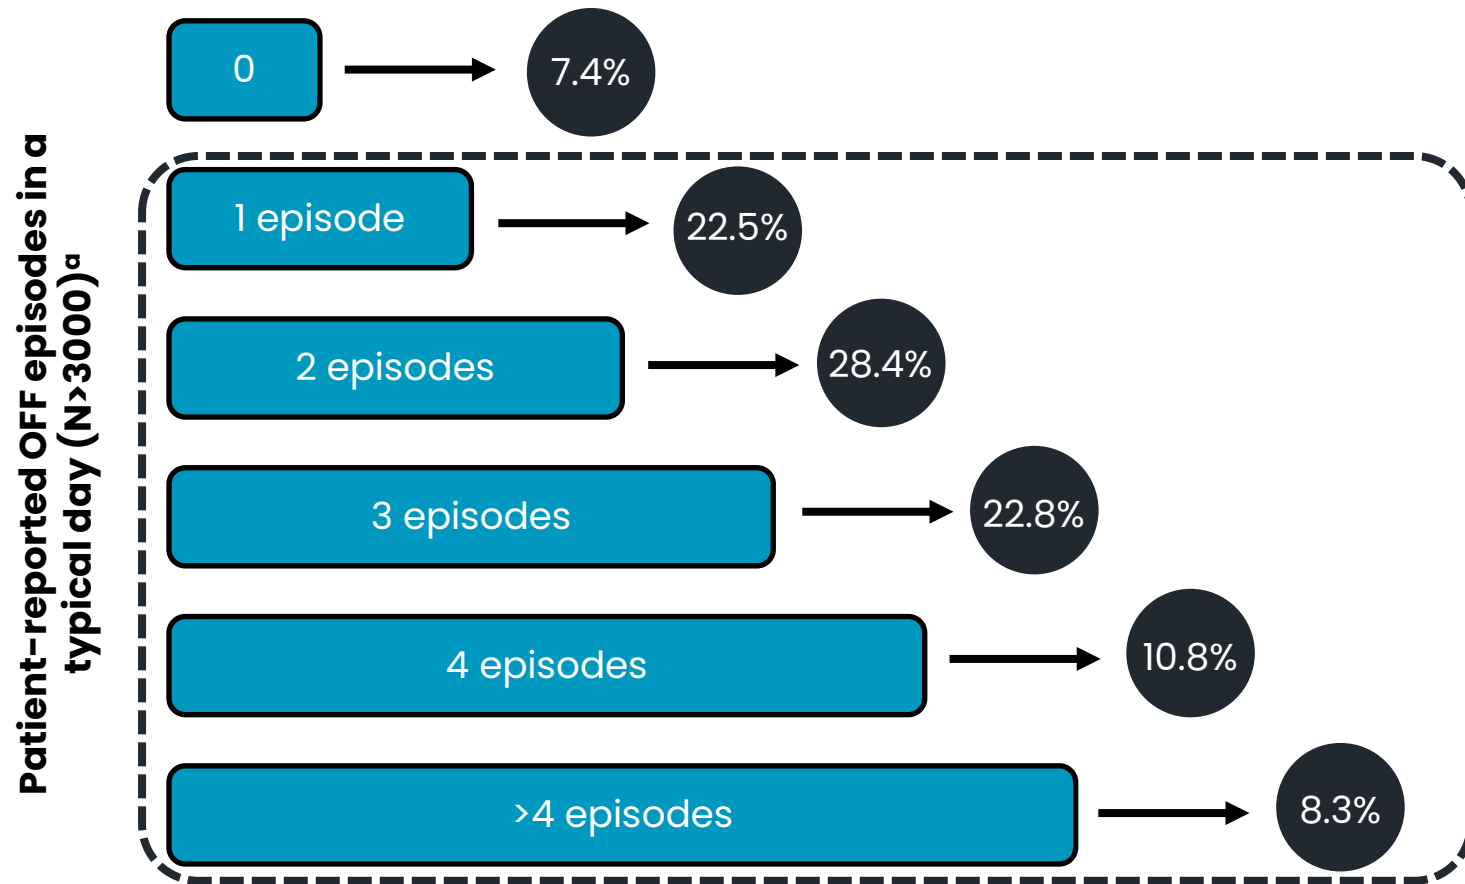 Patient-reported OFF episodes in a
typical day (N>3000)ª
0
7.4%
1 episode
22.5%
2 episodes
28.4%
3 episodes
22.8%
4 episodes
10.8%
>4 episodes
8.3%